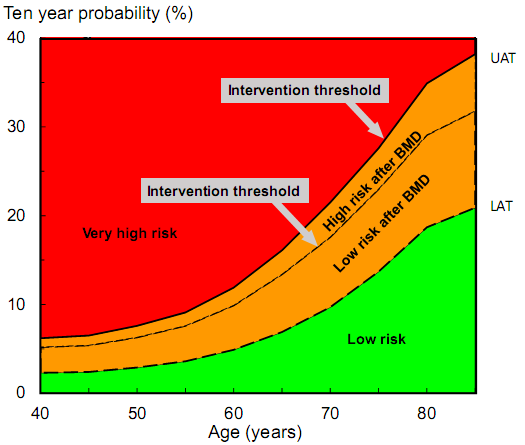 Ten year probability (%)
40
UAT
Intervention threshold
30
High risk after BMD
Intervention threshold
Low risk after BMD
20
LAT
Very high risk
10
Low risk
0
40 50 60 70 80
Age (years)